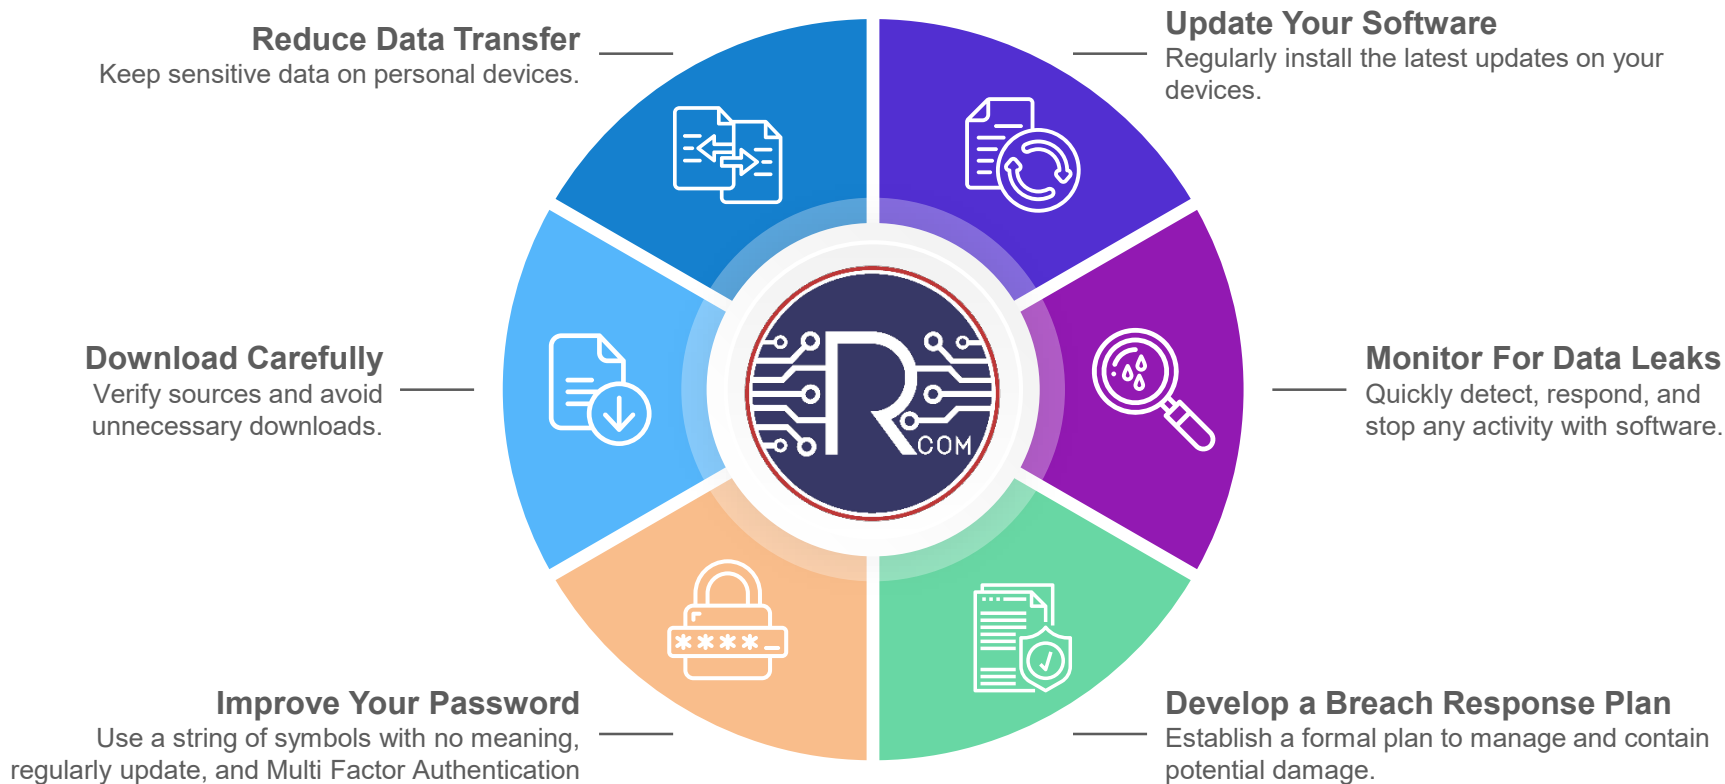 Reduce Data Transfer
Keep sensitive data on personal devices.
Update Your Software
Regularly install the latest updates on your
devices.
Download Carefully
Verify sources and avoid
unnecessary downloads.
R
COM
Monitor For Data Leaks
Quickly detect, respond, and
stop any activity with software.
****_
Improve Your Password
Use a string of symbols with no meaning,
regularly update, and Multi Factor Authentication
Develop a Breach Response Plan
Establish a formal plan to manage and contain
potential damage.